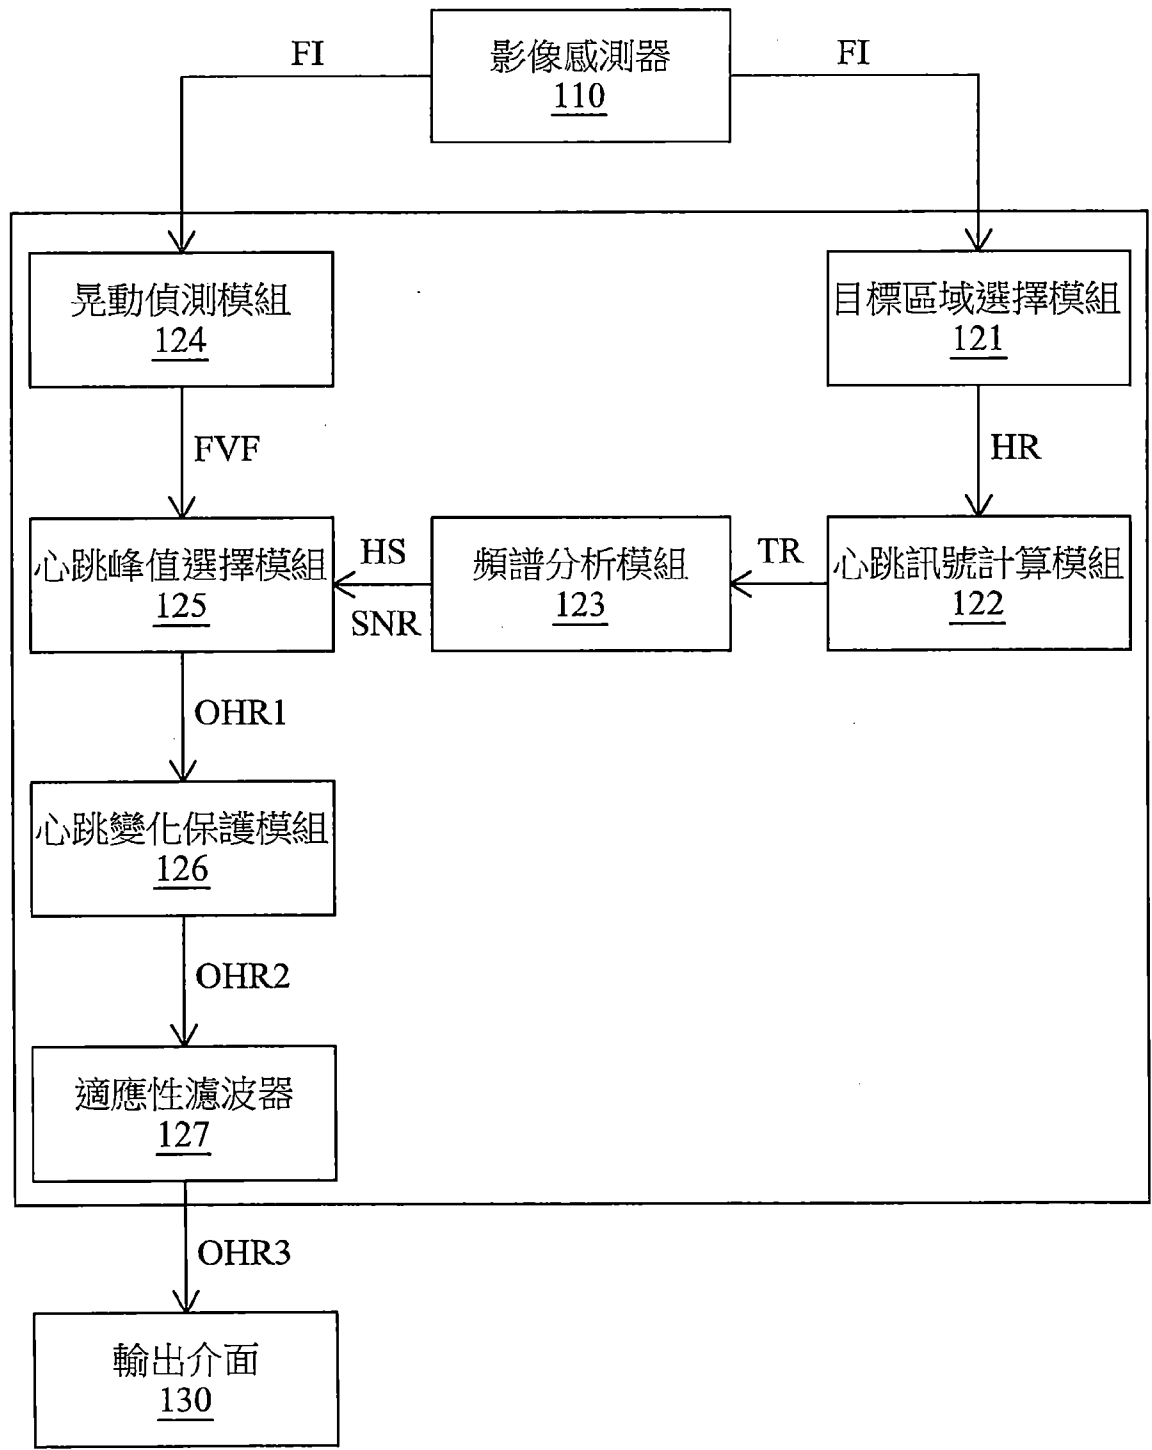 FI
影像感測器
110
FI
晃動偵測模組
124
目標區域選擇模組
121
FVF
HR
心跳峰值選擇模組
125
HS
SNR
頻譜分析模組
123
TR
心跳訊號計算模組
122
OHR1
心跳變化保護模組
126
OHR2
適應性濾波器
127
OHR3
輸出介面
130